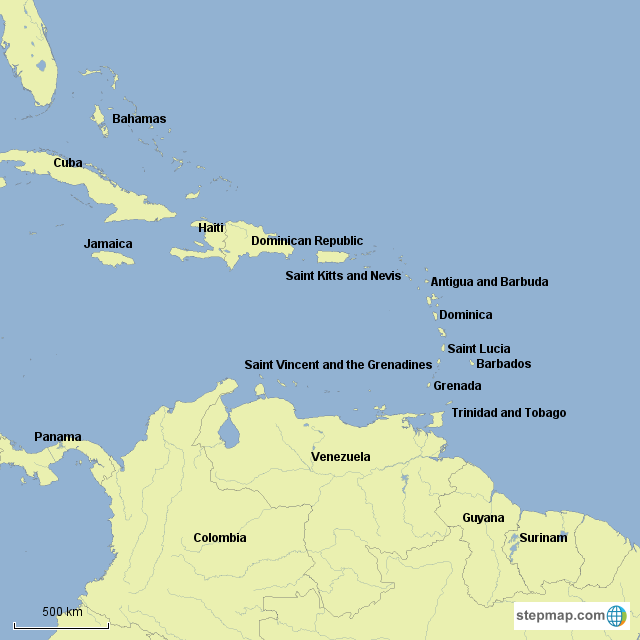 Bahamas
Cuba
Haiti
Jamaica
Dominican Republic
Saint Kitts and Nevis
Antigua and Barbuda
Dominica
Saint Lucia
Saint Vincent and the Grenadines
Barbados
Grenada
Trinidad and Tobago
Panama
Venezuela
Guyana
Colombia
Surinam
500 km
stepmap.com